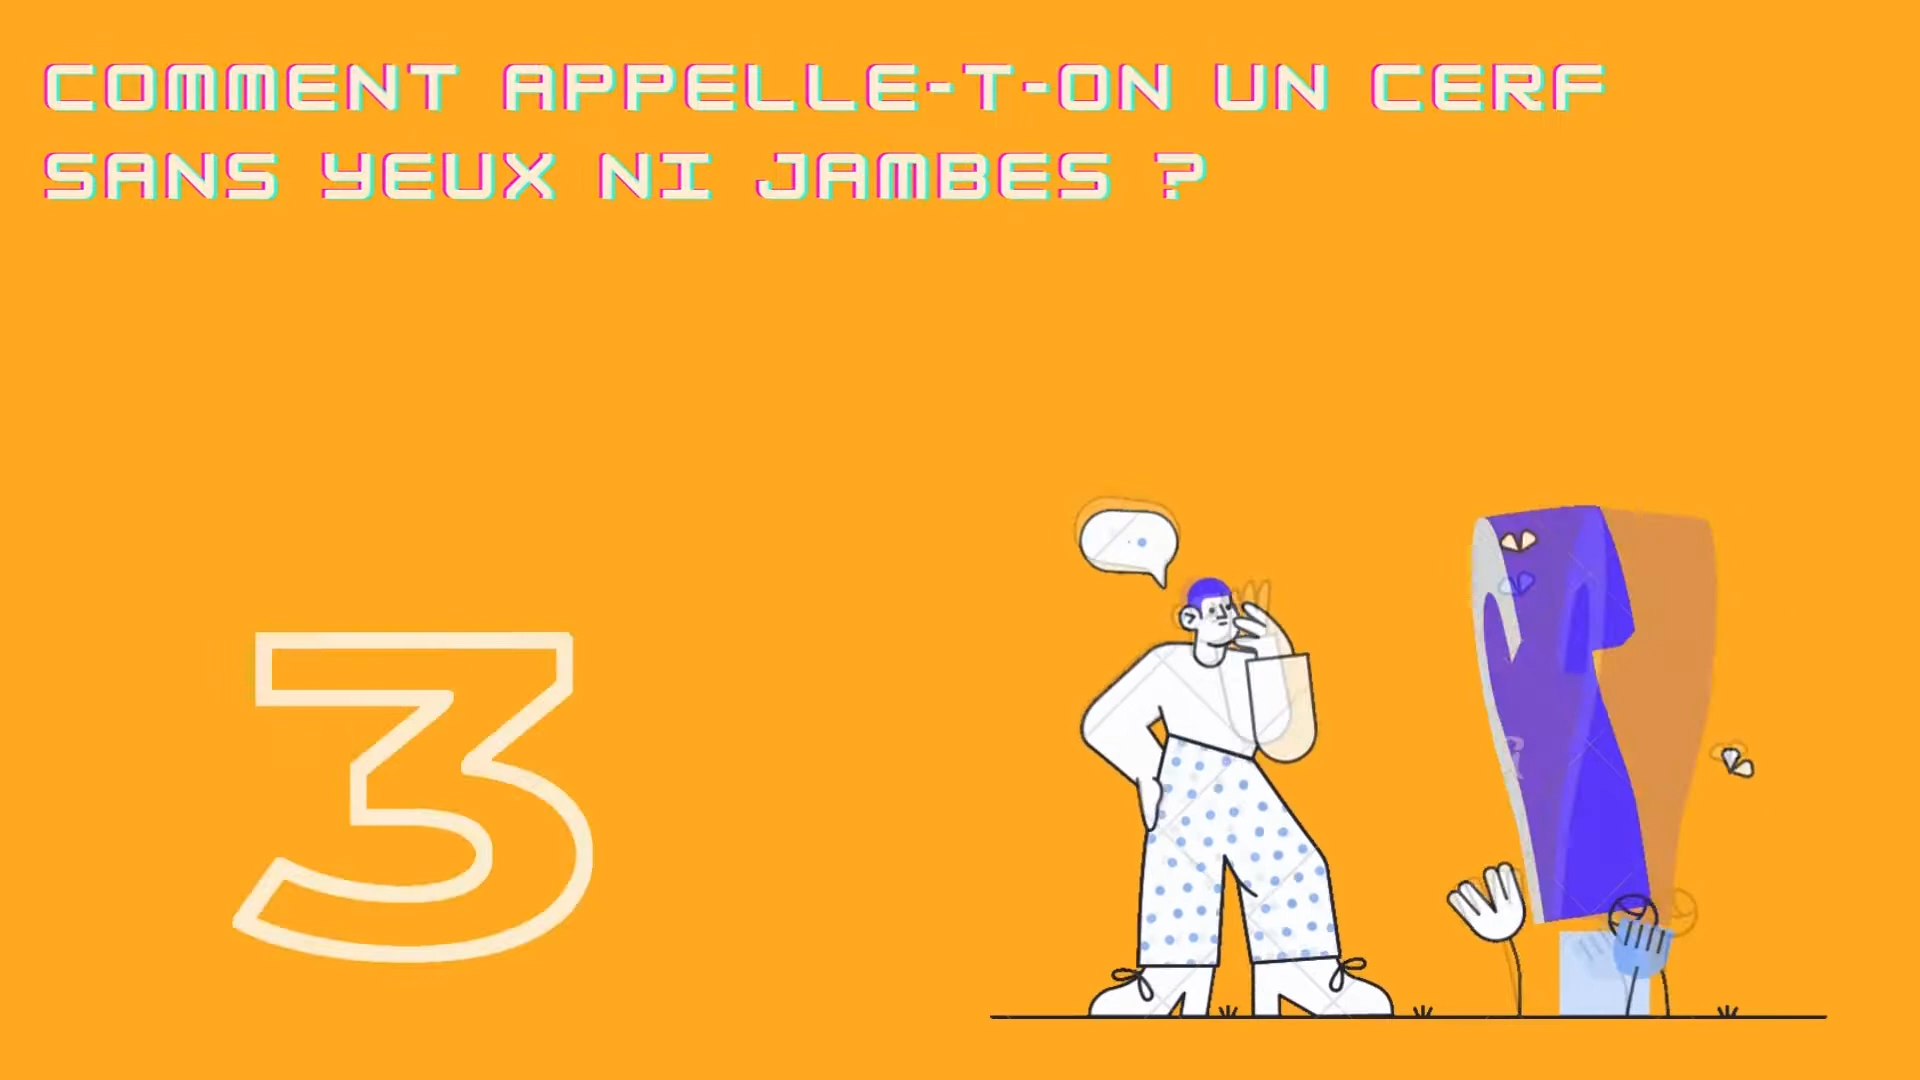 COMMENT APPELLE-T-ON UN CERF
SANS YEUX NI JAMBES ?
3